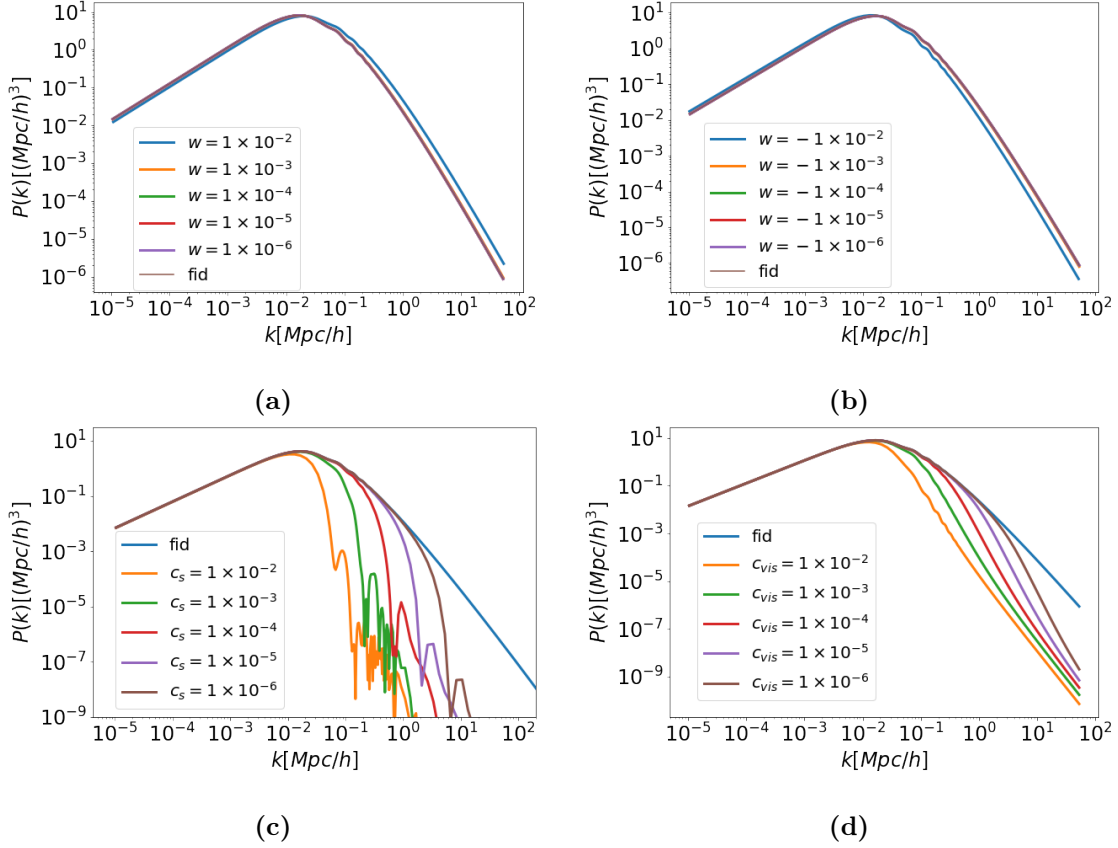 P(k)[(Mpc/h)^3]
10^1
10^0
10^{-1}
10^{-2}
10^{-3}
10^{-4}
10^{-5}
10^{-6}
w = 1 × 10^{-2}
w = 1 × 10^{-3}
w = 1 × 10^{-4}
w = 1 × 10^{-5}
w = 1 × 10^{-6}
fid
10^{-5} 10^{-4} 10^{-3} 10^{-2} 10^{-1} 10^0 10^1 10^2
k[Mpc/h]
(a)
P(k)[(Mpc/h)^3]
10^1
10^0
10^{-1}
10^{-2}
10^{-3}
10^{-4}
10^{-5}
10^{-6}
w = − 1 × 10^{-2}
w = − 1 × 10^{-3}
w = − 1 × 10^{-4}
w = − 1 × 10^{-5}
w = − 1 × 10^{-6}
fid
10^{-5} 10^{-4} 10^{-3} 10^{-2} 10^{-1} 10^0 10^1 10^2
k[Mpc/h]
(b)
P(k)[(Mpc/h)^3]
10^1
10^{-1}
10^{-3}
10^{-5}
10^{-7}
10^{-9}
fid
c_s = 1 × 10^{-2}
c_s = 1 × 10^{-3}
c_s = 1 × 10^{-4}
c_s = 1 × 10^{-5}
c_s = 1 × 10^{-6}
10^{-5} 10^{-4} 10^{-3} 10^{-2} 10^{-1} 10^0 10^1 10^2
k[Mpc/h]
(c)
P(k)[(Mpc/h)^3]
10^1
10^{-1}
10^{-3}
10^{-5}
10^{-7}
10^{-9}
fid
c_{vis} = 1 × 10^{-2}
c_{vis} = 1 × 10^{-3}
c_{vis} = 1 × 10^{-4}
c_{vis} = 1 × 10^{-5}
c_{vis} = 1 × 10^{-6}
10^{-5} 10^{-4} 10^{-3} 10^{-2} 10^{-1} 10^0 10^1 10^2
k[Mpc/h]
(d)